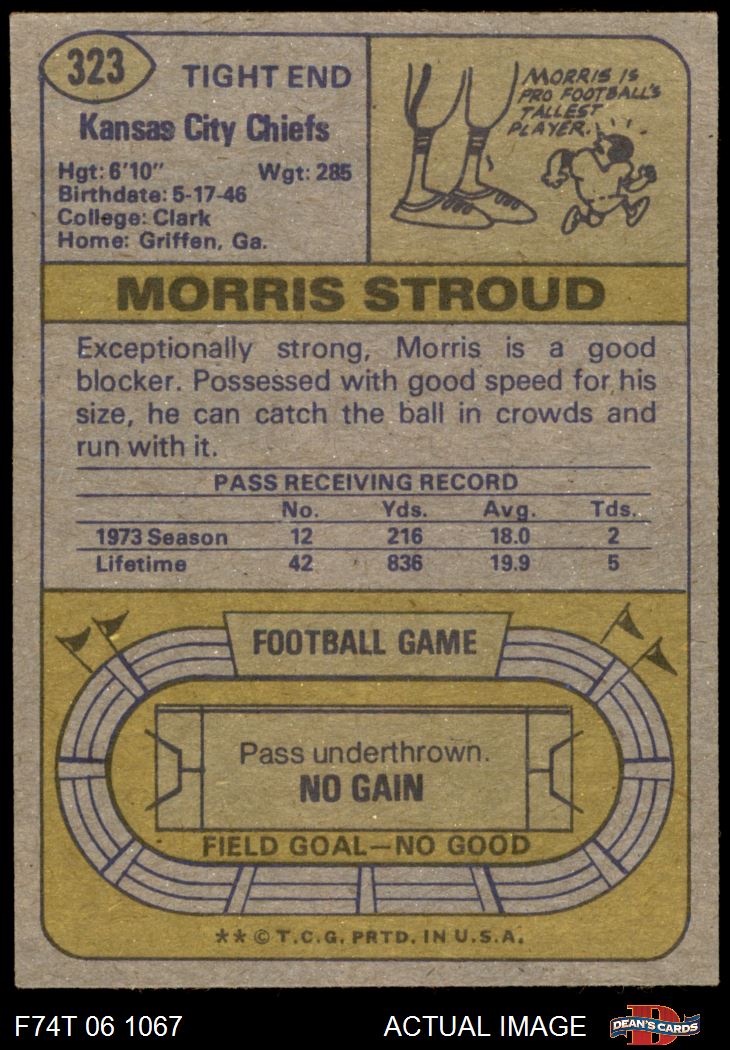 323
TIGHT END
Kansas City Chiefs
Hgt: 6'10" Wgt: 285
Birthdate: 5-17-46
College: Clark
Home: Griffen, Ga.
MORRIS IS
PRO FOOTBALL'S
TALLEST
PLAYER.
MORRIS STROUD
Exceptionally strong, Morris is a good
blocker. Possessed with good speed for his
size, he can catch the ball in crowds and
run with it.
PASS RECEIVING RECORD
No. Yds. Avg. Tds.
1973 Season 12 216 18.0 2
Lifetime 42 836 19.9 5
FOOTBALL GAME
Pass underthrown.
NO GAIN
FIELD GOAL—NO GOOD
** © T.C.G. PRTD. IN U.S.A.
F74T 06 1067 ACTUAL IMAGE
D
DEAN'S CARDS